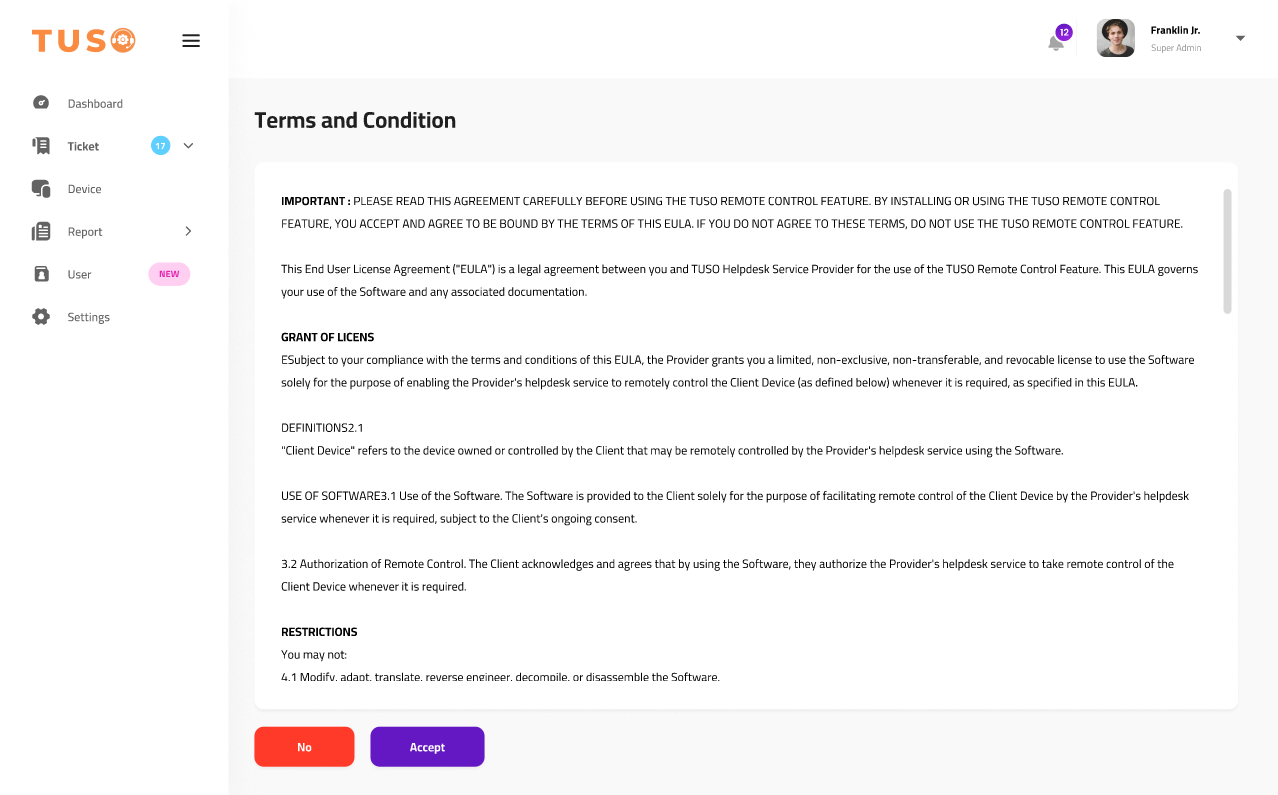 TUSO
12
Franklin Jr.
Super Admin
Dashboard
Ticket
17
Device
Report
User
NEW
Settings
Terms and Condition
IMPORTANT : PLEASE READ THIS AGREEMENT CAREFULLY BEFORE USING THE TUSO REMOTE CONTROL FEATURE. BY INSTALLING OR USING THE TUSO REMOTE CONTROL
FEATURE, YOU ACCEPT AND AGREE TO BE BOUND BY THE TERMS OF THIS EULA. IF YOU DO NOT AGREE TO THESE TERMS, DO NOT USE THE TUSO REMOTE CONTROL FEATURE.
This End User License Agreement ("EULA") is a legal agreement between you and TUSO Helpdesk Service Provider for the use of the TUSO Remote Control Feature. This EULA governs
your use of the Software and any associated documentation.
GRANT OF LICENS
ESubject to your compliance with the terms and conditions of this EULA, the Provider grants you a limited, non-exclusive, non-transferable, and revocable license to use the Software
solely for the purpose of enabling the Provider's helpdesk service to remotely control the Client Device (as defined below) whenever it is required, as specified in this EULA.
DEFINITIONS2.1
"Client Device" refers to the device owned or controlled by the Client that may be remotely controlled by the Provider's helpdesk service using the Software.
USE OF SOFTWARE3.1 Use of the Software. The Software is provided to the Client solely for the purpose of facilitating remote control of the Client Device by the Provider's helpdesk
service whenever it is required, subject to the Client's ongoing consent.
3.2 Authorization of Remote Control. The Client acknowledges and agrees that by using the Software, they authorize the Provider's helpdesk service to take remote control of the
Client Device whenever it is required.
RESTRICTIONS
You may not:
4.1 Modify, adapt, translate, reverse engineer, decompile, or disassemble the Software.
No
Accept